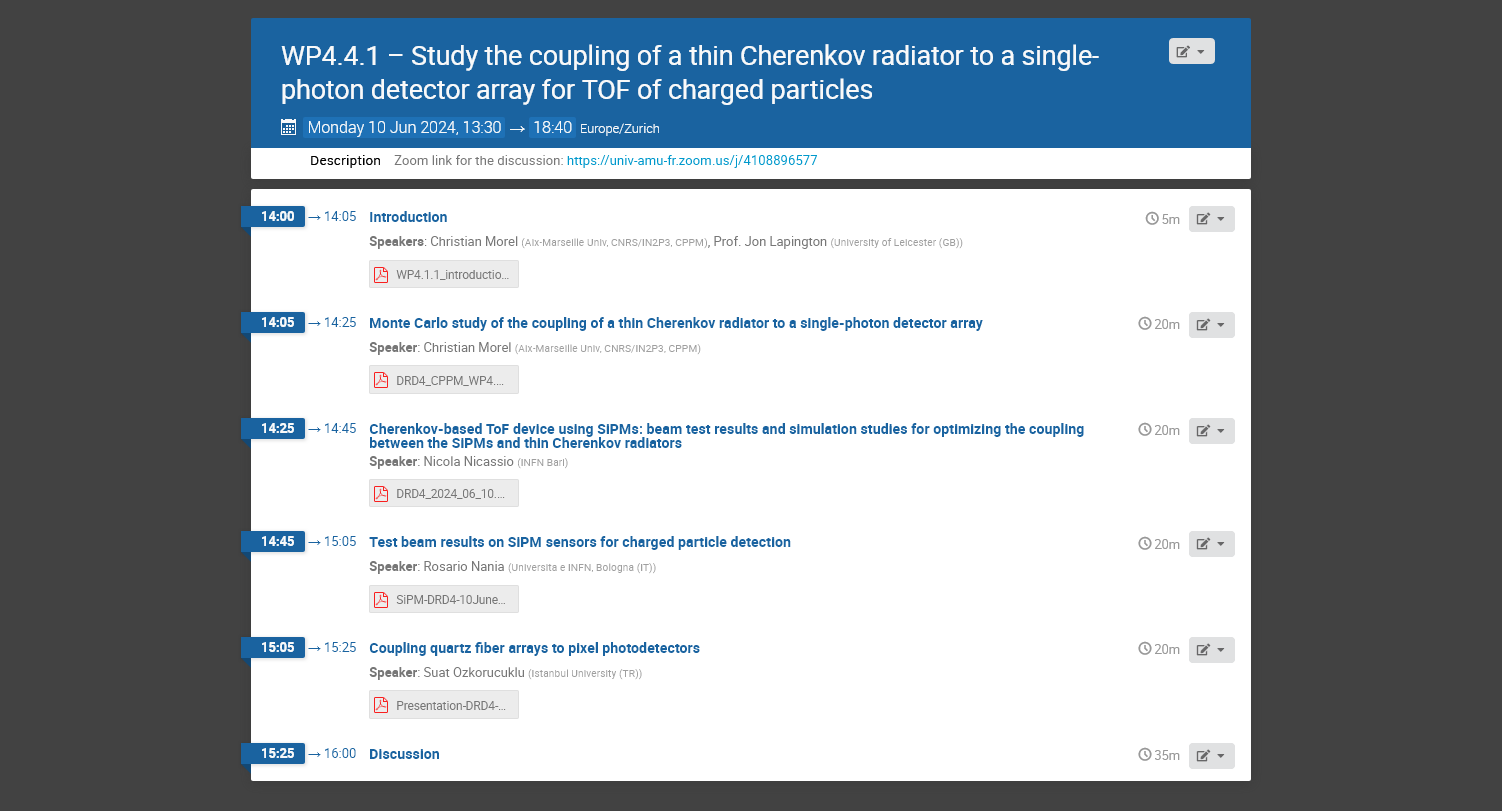 WP4.4.1 – Study the coupling of a thin Cherenkov radiator to a single-
photon detector array for TOF of charged particles
Monday 10 Jun 2024, 13:30 → 18:40 Europe/Zurich
Description Zoom link for the discussion: https://univ-amu-fr.zoom.us/j/4108896577
14:00 → 14:05 Introduction 5m
Speakers: Christian Morel (Aix-Marseille Univ, CNRS/IN2P3, CPPM), Prof. Jon Lapington (University of Leicester (GB))
WP4.1.1_introductio...
14:05 → 14:25 Monte Carlo study of the coupling of a thin Cherenkov radiator to a single-photon detector array 20m
Speaker: Christian Morel (Aix-Marseille Univ, CNRS/IN2P3, CPPM)
DRD4_CPPM_WP4....
14:25 → 14:45 Cherenkov-based ToF device using SiPMs: beam test results and simulation studies for optimizing the coupling 20m
between the SiPMs and thin Cherenkov radiators
Speaker: Nicola Nicassio (INFN Bari)
DRD4_2024_06_10....
14:45 → 15:05 Test beam results on SiPM sensors for charged particle detection 20m
Speaker: Rosario Nania (Universita e INFN, Bologna (IT))
SiPM-DRD4-10June...
15:05 → 15:25 Coupling quartz fiber arrays to pixel photodetectors 20m
Speaker: Suat Ozkorucuklu (Istanbul University (TR))
Presentation-DRD4-...
15:25 → 16:00 Discussion 35m